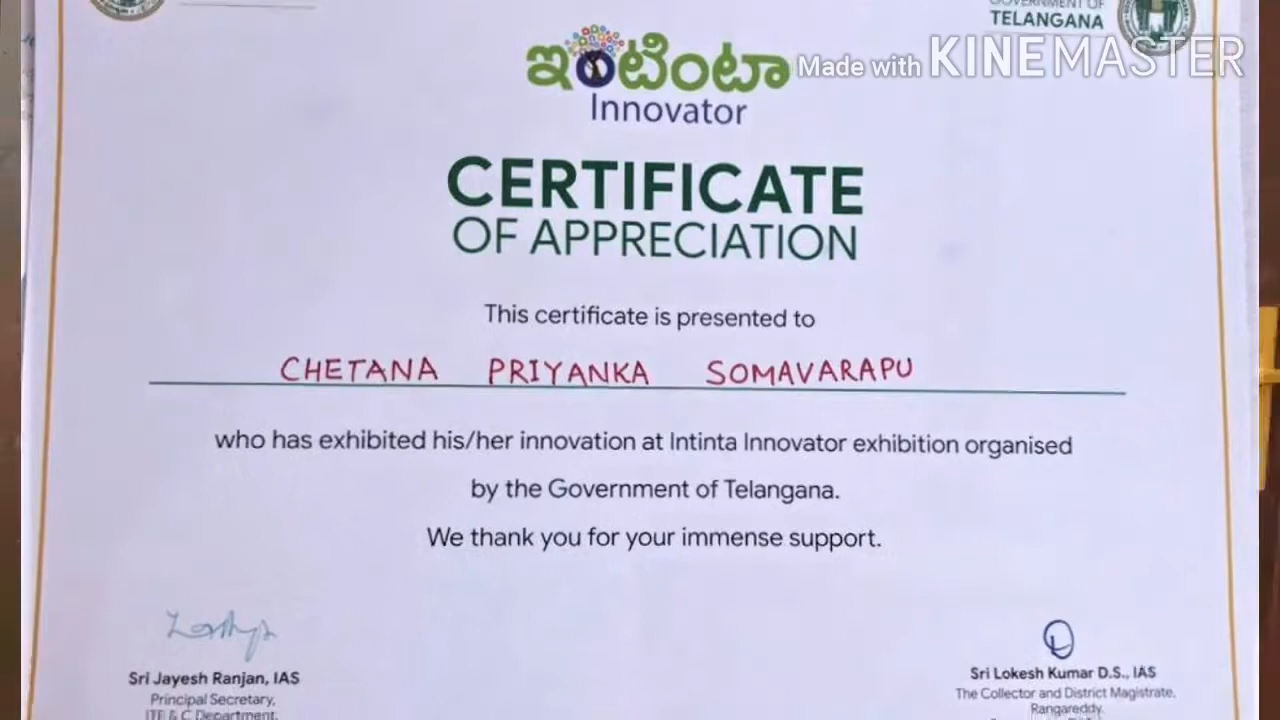 GOVERNMENT OF
TELANGANA
ఇంటింటా
Made with KINEMASTER
Innovator
CERTIFICATE
OF APPRECIATION
This certificate is presented to
CHETANA PRIYANKA SOMAVARAPU
who has exhibited his/her innovation at Intinta Innovator exhibition organised
by the Government of Telangana.
We thank you for your immense support.
Sri Jayesh Ranjan, IAS
Principal Secretary,
ITE & C Department,
Sri Lokesh Kumar D.S., IAS
The Collector and District Magistrate,
Rangareddy.